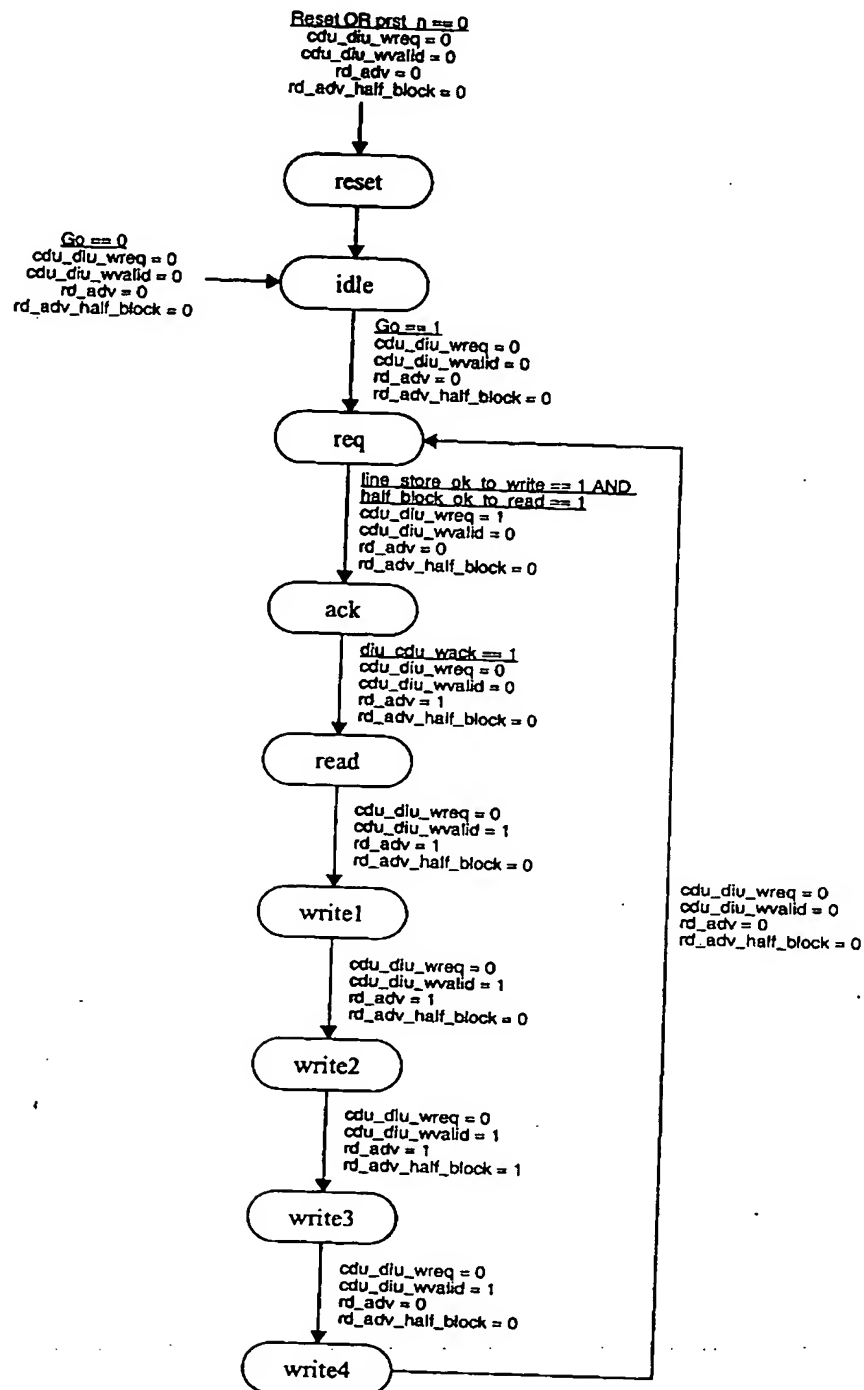 Reset OR prst_n == 0
cdu_diu_wreq = 0
cdu_diu_wvalid = 0
rd_adv = 0
rd_adv_half_block = 0
reset
Go == 0
cdu_diu_wreq = 0
cdu_diu_wvalid = 0
rd_adv = 0
rd_adv_half_block = 0
idle
Go == 1
cdu_diu_wreq = 0
cdu_diu_wvalid = 0
rd_adv = 0
rd_adv_half_block = 0
req
line_store_ok_to_write == 1 AND
half_block_ok_to_read == 1
cdu_diu_wreq = 1
cdu_diu_wvalid = 0
rd_adv = 0
rd_adv_half_block = 0
ack
diu_cdu_wack == 1
cdu_diu_wreq = 0
cdu_diu_wvalid = 0
rd_adv = 1
rd_adv_half_block = 0
read
cdu_diu_wreq = 0
cdu_diu_wvalid = 1
rd_adv = 1
rd_adv_half_block = 0
write1
cdu_diu_wreq = 0
cdu_diu_wvalid = 0
rd_adv = 0
rd_adv_half_block = 0
cdu_diu_wreq = 0
cdu_diu_wvalid = 1
rd_adv = 1
rd_adv_half_block = 0
write2
cdu_diu_wreq = 0
cdu_diu_wvalid = 1
rd_adv = 1
rd_adv_half_block = 1
write3
cdu_diu_wreq = 0
cdu_diu_wvalid = 1
rd_adv = 0
rd_adv_half_block = 0
write4